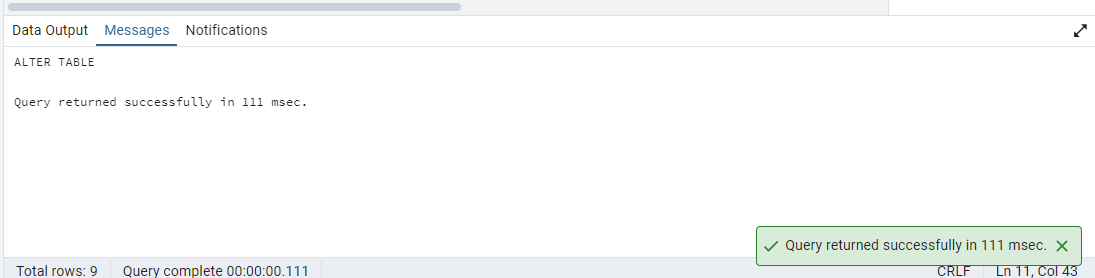 Data Output Messages Notifications
ALTER TABLE
Query returned successfully in 111 msec.
Query returned successfully in 111 msec.
Total rows: 9 Query complete 00:00:00.111 CRLF Ln 11, Col 43